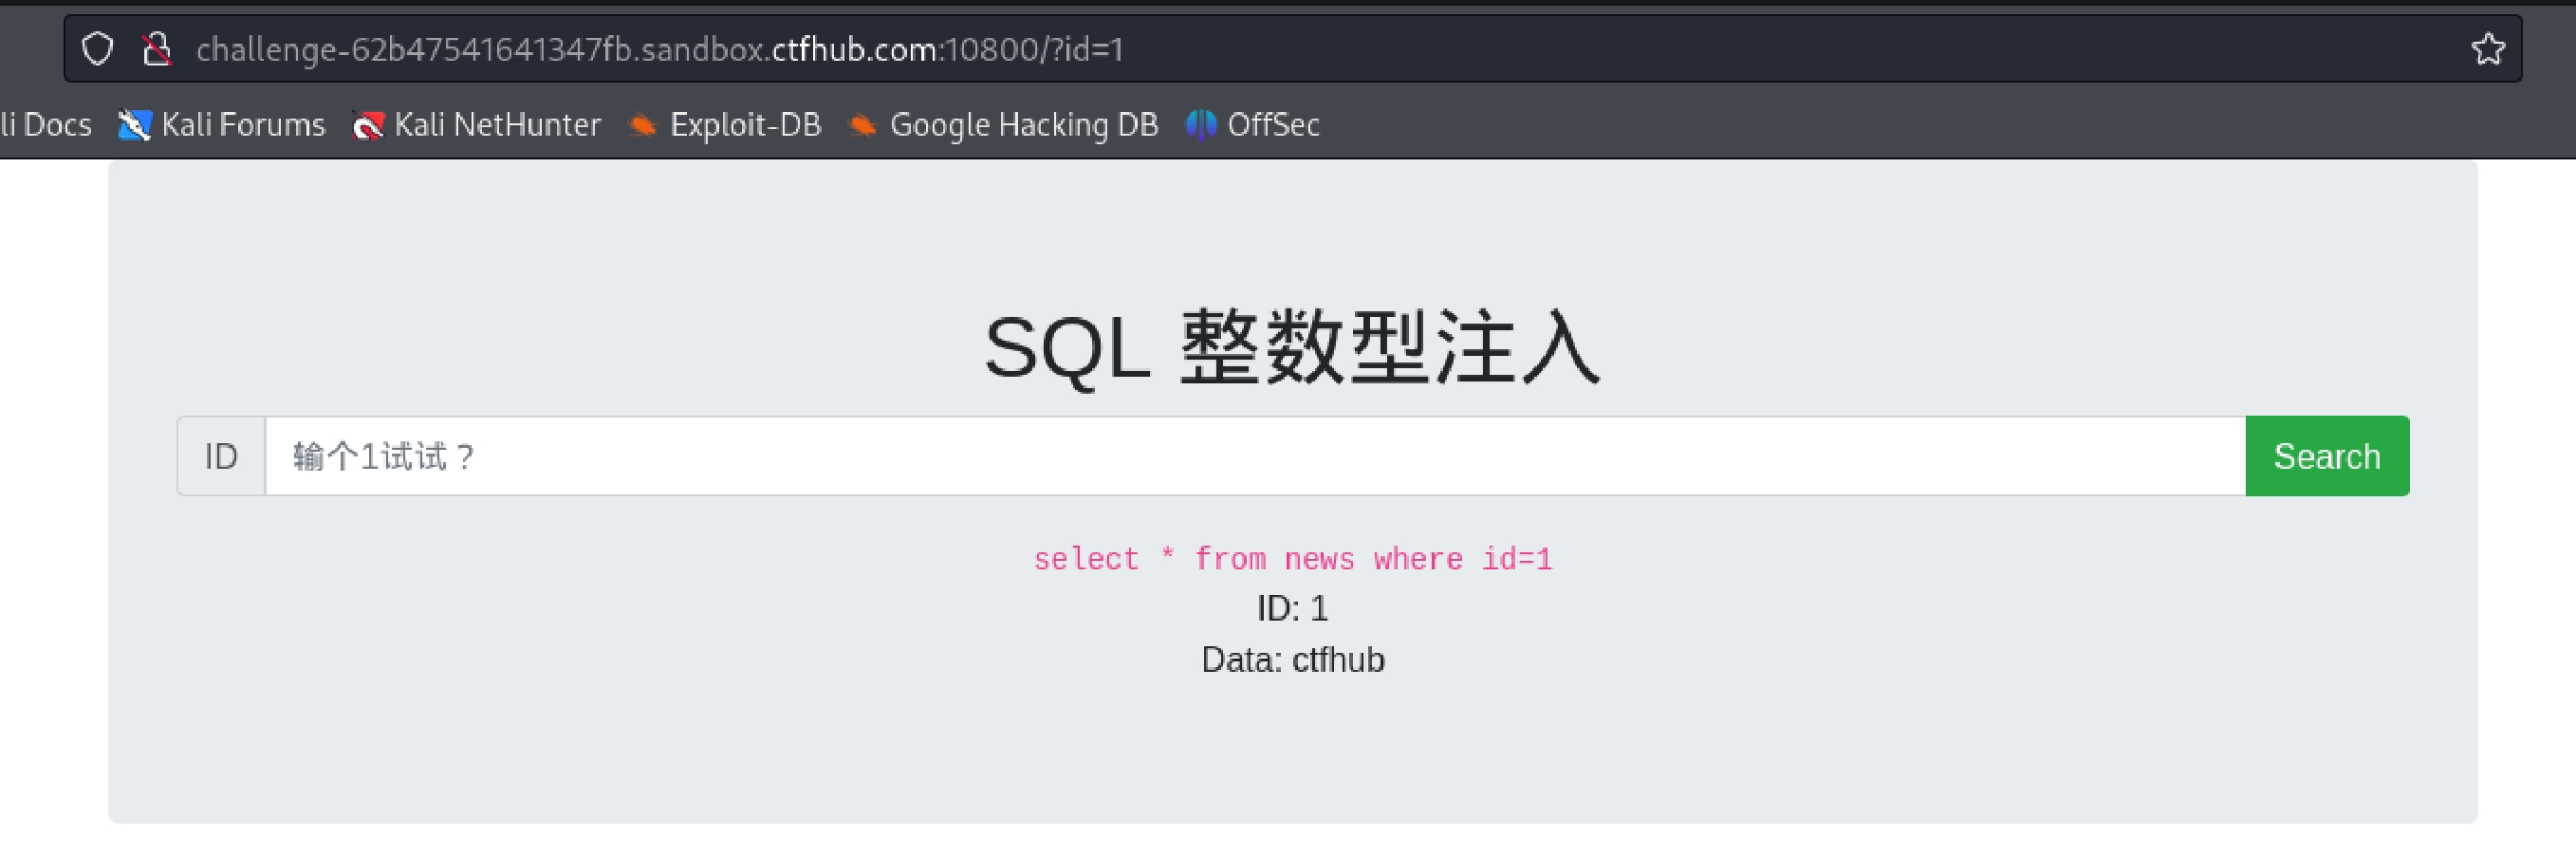 challenge-62b47541641347fb.sandbox.ctfhub.com:10800/?id=1
li Docs Kali Forums Kali NetHunter Exploit-DB Google Hacking DB OffSec
SQL 整数型注入
ID 输个1试试？ Search
select * from news where id=1
ID: 1
Data: ctfhub